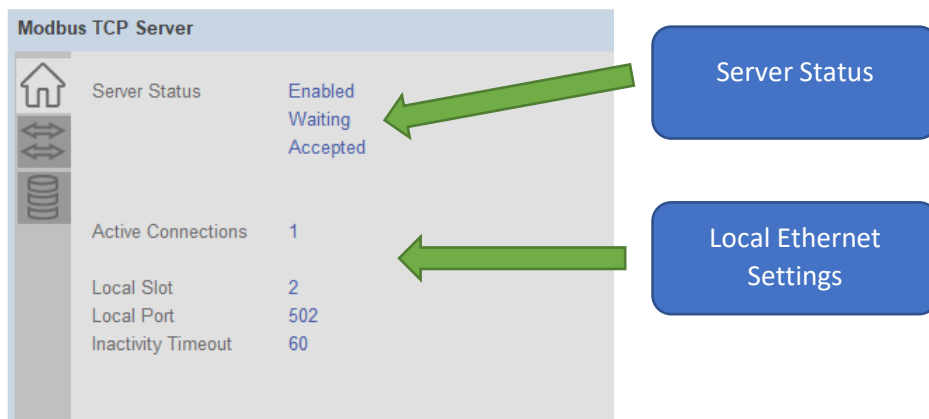 Modbus TCP Server
Server Status Enabled
Waiting
Accepted
Active Connections 1
Local Slot 2
Local Port 502
Inactivity Timeout 60
Server Status
Local Ethernet
Settings